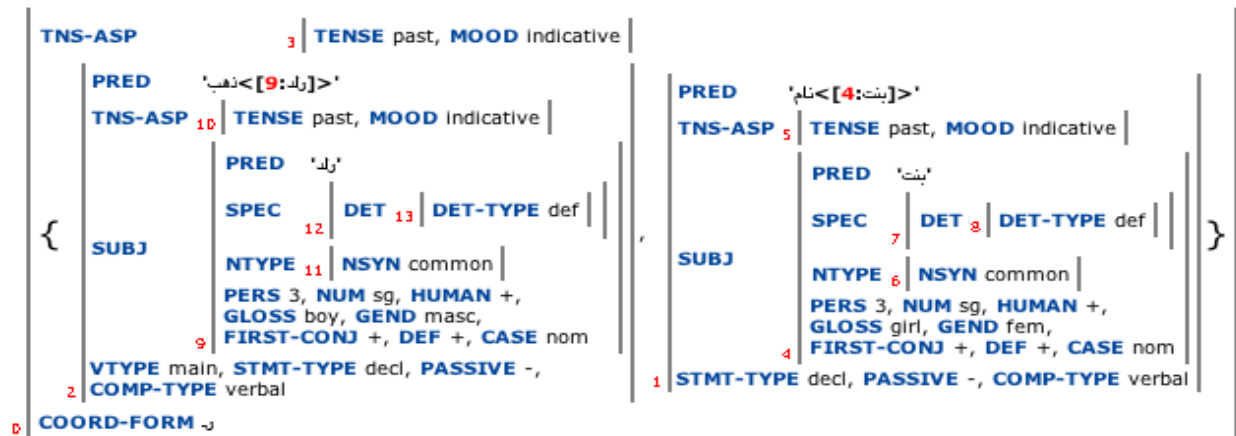 TNS-ASP 3 TENSE past, MOOD indicative
{
PRED 'ذهب<[9:ولد]>'
TNS-ASP 10 TENSE past, MOOD indicative
PRED 'ولد'
SPEC 12 DET 13 DET-TYPE def
SUBJ
NTYPE 11 NSYN common
PERS 3, NUM sg, HUMAN +,
GLOSS boy, GEND masc,
9 FIRST-CONJ +, DEF +, CASE nom
VTYPE main, STMT-TYPE decl, PASSIVE -,
2 COMP-TYPE verbal
,
PRED 'نام<[4:بنت]>'
TNS-ASP 5 TENSE past, MOOD indicative
PRED 'بنت'
SPEC 7 DET 8 DET-TYPE def
SUBJ
NTYPE 6 NSYN common
PERS 3, NUM sg, HUMAN +,
GLOSS girl, GEND fem,
4 FIRST-CONJ +, DEF +, CASE nom
1 STMT-TYPE decl, PASSIVE -, COMP-TYPE verbal
}
0 COORD-FORM و-